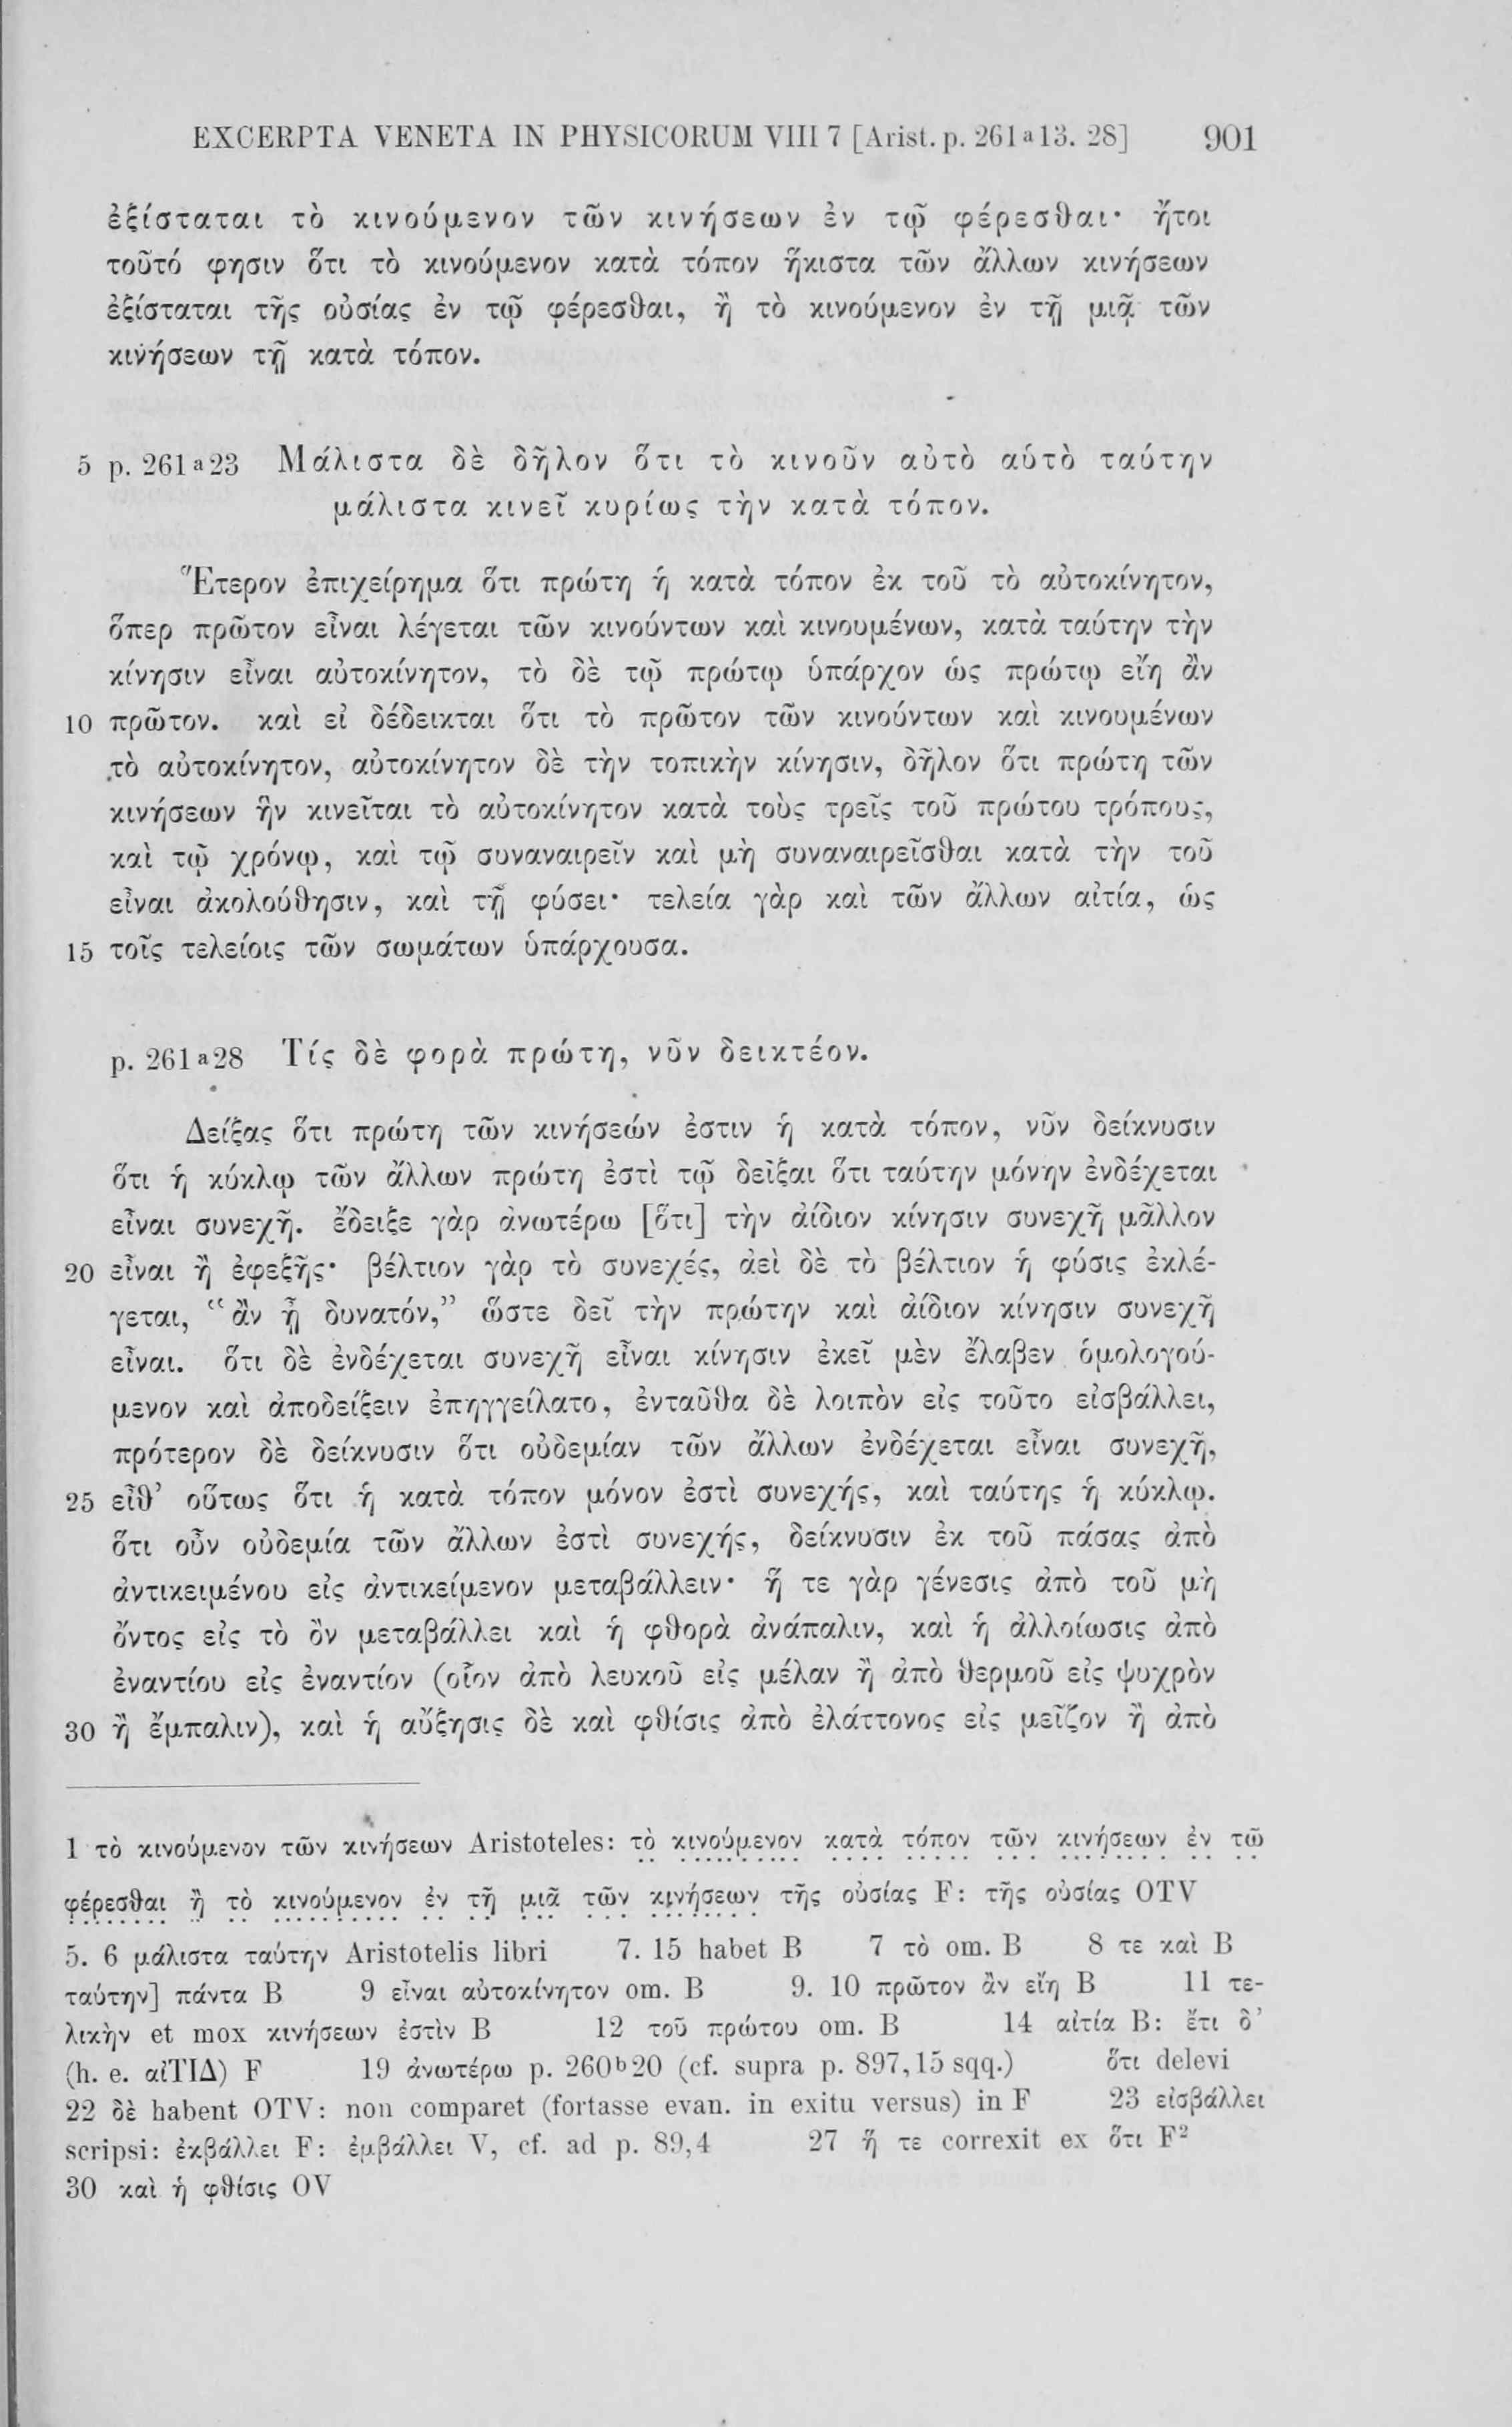 EXCERPTA VENETA IN PHYSICORUM VIII 7 [Arist. p. 261ª13. 28] 901
ἐξίσταται τὸ κινούμενον τῶν κινήσεων ἐν τῷ φέρεσθαι· ἤτοι
τοῦτό φησιν ὅτι τὸ κινούμενον κατὰ τόπον ἥκιστα τῶν ἄλλων κινήσεων
ἐξίσταται τῆς οὐσίας ἐν τῷ φέρεσθαι, ἢ τὸ κινούμενον ἐν τῇ μιᾷ τῶν
κινήσεων τῇ κατὰ τόπον.
5 p. 261ª23 Μάλιστα δὲ δῆλον ὅτι τὸ κινοῦν αὐτὸ αὑτὸ ταύτην
μάλιστα κινεῖ κυρίως τὴν κατὰ τόπον.
Ἕτερον ἐπιχείρημα ὅτι πρώτη ἡ κατὰ τόπον ἐκ τοῦ τὸ αὐτοκίνητον,
ὅπερ πρῶτον εἶναι λέγεται τῶν κινούντων καὶ κινουμένων, κατὰ ταύτην τὴν
κίνησιν εἶναι αὐτοκίνητον, τὸ δὲ τῷ πρώτῳ ὑπάρχον ὡς πρώτῳ εἴη ἂν
10 πρῶτον. καὶ εἰ δέδεικται ὅτι τὸ πρῶτον τῶν κινούντων καὶ κινουμένων
τὸ αὐτοκίνητον, αὐτοκίνητον δὲ τὴν τοπικὴν κίνησιν, δῆλον ὅτι πρώτη τῶν
κινήσεων ἣν κινεῖται τὸ αὐτοκίνητον κατὰ τοὺς τρεῖς τοῦ πρώτου τρόπους,
καὶ τῷ χρόνῳ, καὶ τῷ συναναιρεῖν καὶ μὴ συναναιρεῖσθαι κατὰ τὴν τοῦ
εἶναι ἀκολούθησιν, καὶ τῇ φύσει· τελεία γὰρ καὶ τῶν ἄλλων αἰτία, ὡς
15 τοῖς τελείοις τῶν σωμάτων ὑπάρχουσα.
p. 261ª28 Τίς δὲ φορὰ πρώτη, νῦν δεικτέον.
Δείξας ὅτι πρώτη τῶν κινήσεών ἐστιν ἡ κατὰ τόπον, νῦν δείκνυσιν
ὅτι ἡ κύκλῳ τῶν ἄλλων πρώτη ἐστὶ τῷ δεῖξαι ὅτι ταύτην μόνην ἐνδέχεται
εἶναι συνεχῆ. ἔδειξε γὰρ ἀνωτέρω [ὅτι] τὴν ἀίδιον κίνησιν συνεχῆ μᾶλλον
20 εἶναι ἢ ἐφεξῆς· βέλτιον γὰρ τὸ συνεχές, ἀεὶ δὲ τὸ βέλτιον ἡ φύσις ἐκλέ-
γεται, “ἂν ᾖ δυνατόν,” ὥστε δεῖ τὴν πρώτην καὶ ἀίδιον κίνησιν συνεχῆ
εἶναι. ὅτι δὲ ἐνδέχεται συνεχῆ εἶναι κίνησιν ἐκεῖ μὲν ἔλαβεν ὁμολογού-
μενον καὶ ἀποδείξειν ἐπηγγείλατο, ἐνταῦθα δὲ λοιπὸν εἰς τοῦτο εἰσβάλλει,
πρότερον δὲ δείκνυσιν ὅτι οὐδεμίαν τῶν ἄλλων ἐνδέχεται εἶναι συνεχῆ,
25 εἶθ’ οὕτως ὅτι ἡ κατὰ τόπον μόνον ἐστὶ συνεχής, καὶ ταύτης ἡ κύκλῳ.
ὅτι οὖν οὐδεμία τῶν ἄλλων ἐστὶ συνεχής, δείκνυσιν ἐκ τοῦ πάσας ἀπὸ
ἀντικειμένου εἰς ἀντικείμενον μεταβάλλειν· ἥ τε γὰρ γένεσις ἀπὸ τοῦ μὴ
ὄντος εἰς τὸ ὂν μεταβάλλει καὶ ἡ φθορὰ ἀνάπαλιν, καὶ ἡ ἀλλοίωσις ἀπὸ
ἐναντίου εἰς ἐναντίον (οἷον ἀπὸ λευκοῦ εἰς μέλαν ἢ ἀπὸ θερμοῦ εἰς ψυχρὸν
30 ἢ ἔμπαλιν), καὶ ἡ αὔξησις δὲ καὶ φθίσις ἀπὸ ἐλάττονος εἰς μεῖζον ἢ ἀπὸ
1 τὸ κινούμενον τῶν κινήσεων Aristoteles: τὸ κινούμενον κατὰ τόπον τῶν κινήσεων ἐν τῶ
φέρεσθαι ἢ τὸ κινούμενον ἐν τῆ μιᾶ τῶν κινήσεων τῆς οὐσίας F: τῆς οὐσίας OTV
5. 6 μάλιστα ταύτην Aristotelis libri 7. 15 habet B 7 τὸ om. B 8 τε καὶ B
ταύτην] πάντα B 9 εἶναι αὐτοκίνητον om. B 9. 10 πρῶτον ἂν εἴη B 11 τε-
λικὴν et mox κινήσεων ἐστὶν B 12 τοῦ πρώτου om. B 14 αἰτία B: ἔτι δ’
(h. e. αἰΤΙΔ) F 19 ἀνωτέρω p. 260ᵇ20 (cf. supra p. 897,15 sqq.) ὅτι delevi
22 δὲ habent OTV: non comparet (fortasse evan. in exitu versus) in F 23 εἰσβάλλει
scripsi: ἐκβάλλει F: ἐμβάλλει V, cf. ad p. 89,4 27 ἥ τε correxit ex ὅτι F²
30 καὶ ἡ φθίσις OV